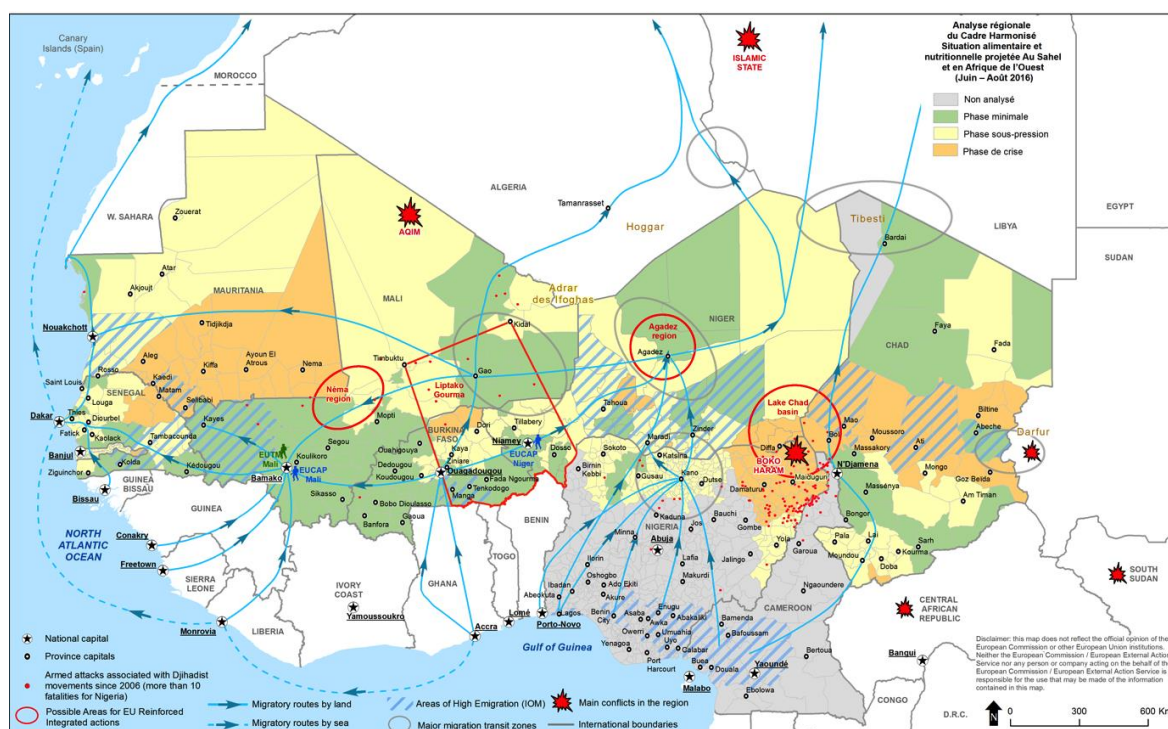 Canary
Islands (Spain)
MOROCCO
ISLAMIC
STATE
Analyse régionale
du Cadre Harmonisé
Situation alimentaire et
nutritionnelle projetée Au Sahel
et en Afrique de l'Ouest
(Juin – Août 2016)
Non analysé
Phase minimale
Phase sous-pression
Phase de crise
ALGERIA
Tamanrasset
Hoggar
Tibesti
Bardai
LIBYA
EGYPT
SUDAN
W. SAHARA
Zouerat
AQIM
Atar
Akjoujt
MAURITANIA
MALI
Adrar
des Ifoghas
NIGER
Agadez
region
Agadez
CHAD
Faya
Fada
Tidjikdja
Nouakchott
Kidal
Aleg
Ayoun El
Atrous
Kiffa
Nema
Timbuktu
Gao
Néma
region
Liptako
Gourma
Lake Chad
basin
Rosso
Kaedi
Saint Louis
SENEGAL
Matam
Selibabi
Louga
Thies
Diourbel
Dakar
Fatick
Kaolack
Tambacounda
Kayes
Banjul
Kolda
Ziguinchor
Kédougou
Bissau
GUINEA
BISSAU
GUINEA
EUTM
Mali
Koulikoro
Segou
Bamako
EUCAP
Mali
Sikasso
Mopti
Ouahigouya
BURKINA
FASO
Dori
Kaya
Ziniare
Dedougou
Koudougou
Ouagadougou
Manga
Tenkodogo
Fada Ngourma
Bobo Dioulasso
Banfora
Gaoua
Tillabery
Niamey
EUCAP
Niger
Dosso
Tahoua
Maradi
Zinder
Diffa
BOKO
HARAM
Bol
Mao
Moussoro
Massakory
Ati
Biltine
Abeche
Darfur
N'Djamena
Massénya
Mongo
Goz Beida
Am Timan
Bongor
Birnin
Kebbi
Sokoto
Gusau
Katsina
Kano
Dutse
Damaturu
Maiduguri
Kaduna
Bauchi
Gombe
Jos
NIGERIA
Minna
Abuja
Yola
Jalingo
Garoua
Pala
Moundou
Lai
Doba
Koumra
Sarh
Ngaoundere
Ilorin
Oshogbo
Ado Ekiti
Akure
Lafia
Makurdi
Ibadan
Abeokuta
Lagos
Benin
City
Asaba
Awka
Enugu
Abakaliki
Owerri
Umuahia
Uyo
Calabar
Yenagoa
Port
Harcourt
CAMEROON
Bamenda
Bafoussam
Buea
Douala
Malabo
Yaoundé
Ebolowa
Bertoua
BENIN
TOGO
GHANA
IVORY
COAST
Yamoussoukro
Accra
Lomé
Porto-Novo
Gulf of Guinea
NORTH
ATLANTIC
OCEAN
Conakry
Freetown
SIERRA
LEONE
Monrovia
LIBERIA
CENTRAL
AFRICAN
REPUBLIC
Bangui
SOUTH
SUDAN
CONGO
D.R.C.
Disclaimer: this map does not reflect the official opinion of the
European Commission or other European Union institutions.
Neither the European Commission / European External Action
Service nor any person or company acting on the behalf of the
European Commission / European External Action Service is
responsible for the use that may be made of the information
contained in this map.
National capital
Province capitals
Armed attacks associated with Djihadist
movements since 2006 (more than 10
fatalities for Nigeria)
Possible Areas for EU Reinforced
Integrated actions
Migratory routes by land
Migratory routes by sea
Areas of High Emigration (IOM)
Major migration transit zones
Main conflicts in the region
International boundaries
N
0 300 600 Km